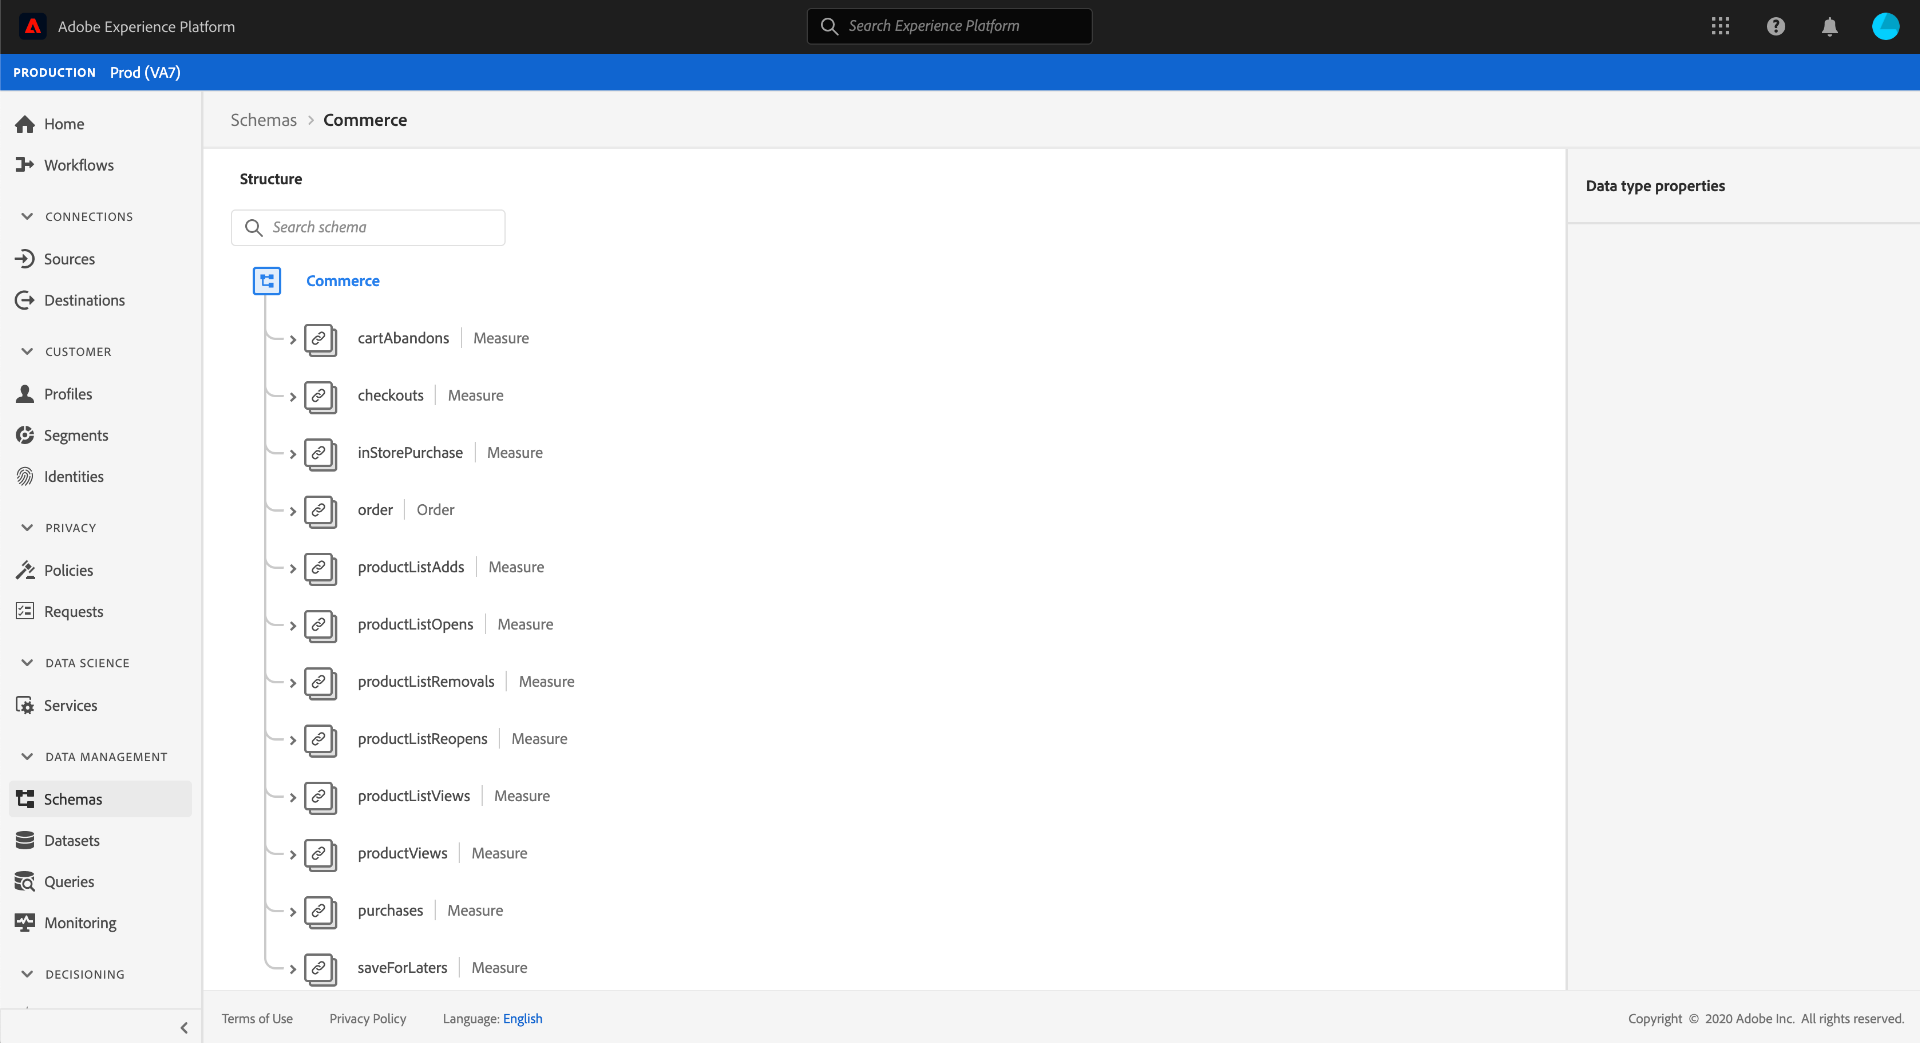 Adobe Experience Platform
Search Experience Platform
PRODUCTION Prod (VA7)
Home
Workflows
CONNECTIONS
Sources
Destinations
CUSTOMER
Profiles
Segments
Identities
PRIVACY
Policies
Requests
DATA SCIENCE
Services
DATA MANAGEMENT
Schemas
Datasets
Queries
Monitoring
DECISIONING
Schemas > Commerce
Structure
Search schema
Commerce
cartAbandons | Measure
checkouts | Measure
inStorePurchase | Measure
order | Order
productListAdds | Measure
productListOpens | Measure
productListRemovals | Measure
productListReopens | Measure
productListViews | Measure
productViews | Measure
purchases | Measure
saveForLaters | Measure
Data type properties
Terms of Use Privacy Policy Language: English
Copyright © 2020 Adobe Inc. All rights reserved.